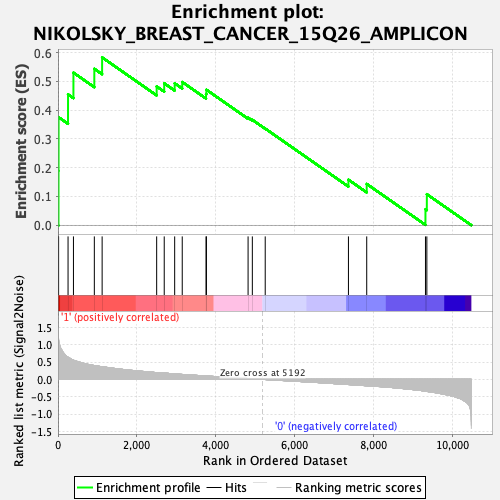 Enrichment plot:
NIKOLSKY_BREAST_CANCER_15Q26_AMPLICON
Enrichment score (ES)
0.6
0.5
0.4
0.3
0.2
0.1
0.0
'1' (positively correlated)
Ranked list metric (Signal2Noise)
1.5
1.0
0.5
0.0
-0.5
-1.0
-1.5
Zero cross at 5192
'0' (negatively correlated)
0 2,000 4,000 6,000 8,000 10,000
Rank in Ordered Dataset
Enrichment profile Hits Ranking metric scores